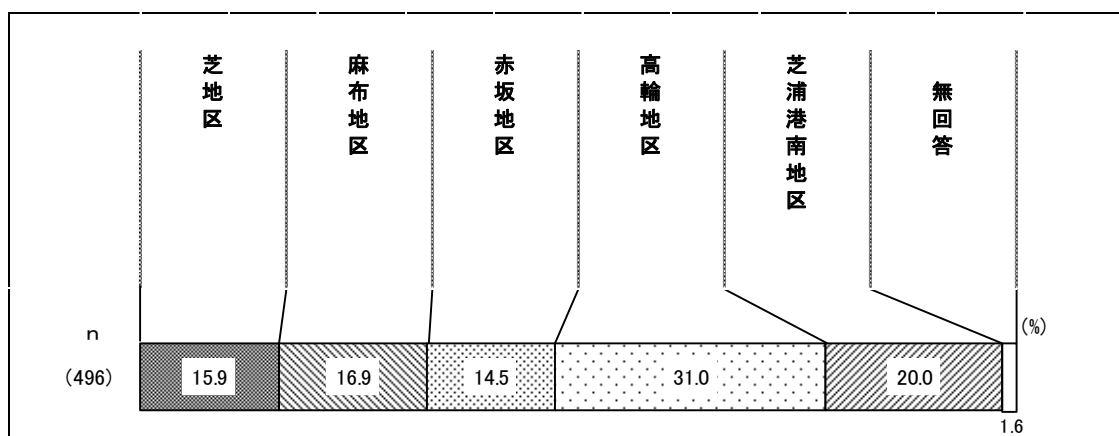 芝地区
麻布地区
赤坂地区
高輪地区
芝浦港南地区
無回答
n
(%)
(496)
15.9
16.9
14.5
31.0
20.0
1.6